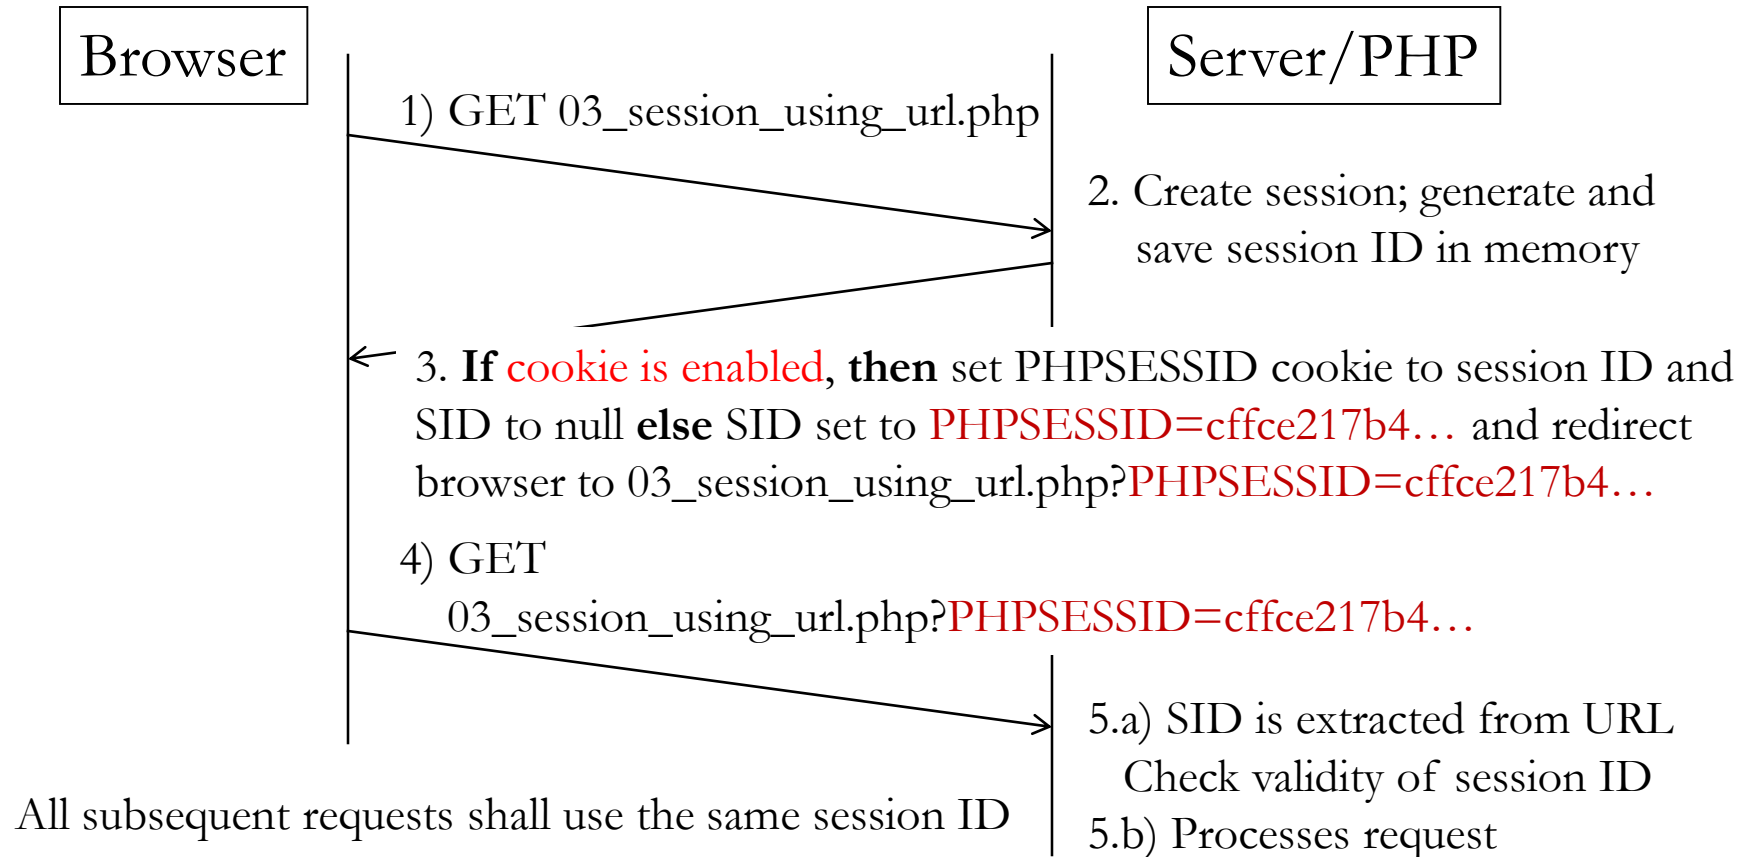 Browser
Server/PHP
1) GET 03_session_using_url.php
2. Create session; generate and
save session ID in memory
3. If cookie is enabled, then set PHPSESSID cookie to session ID and
SID to null else SID set to PHPSESSID=cffce217b4… and redirect
browser to 03_session_using_url.php?PHPSESSID=cffce217b4…
4) GET
03_session_using_url.php?PHPSESSID=cffce217b4…
5.a) SID is extracted from URL
Check validity of session ID
All subsequent requests shall use the same session ID
5.b) Processes request